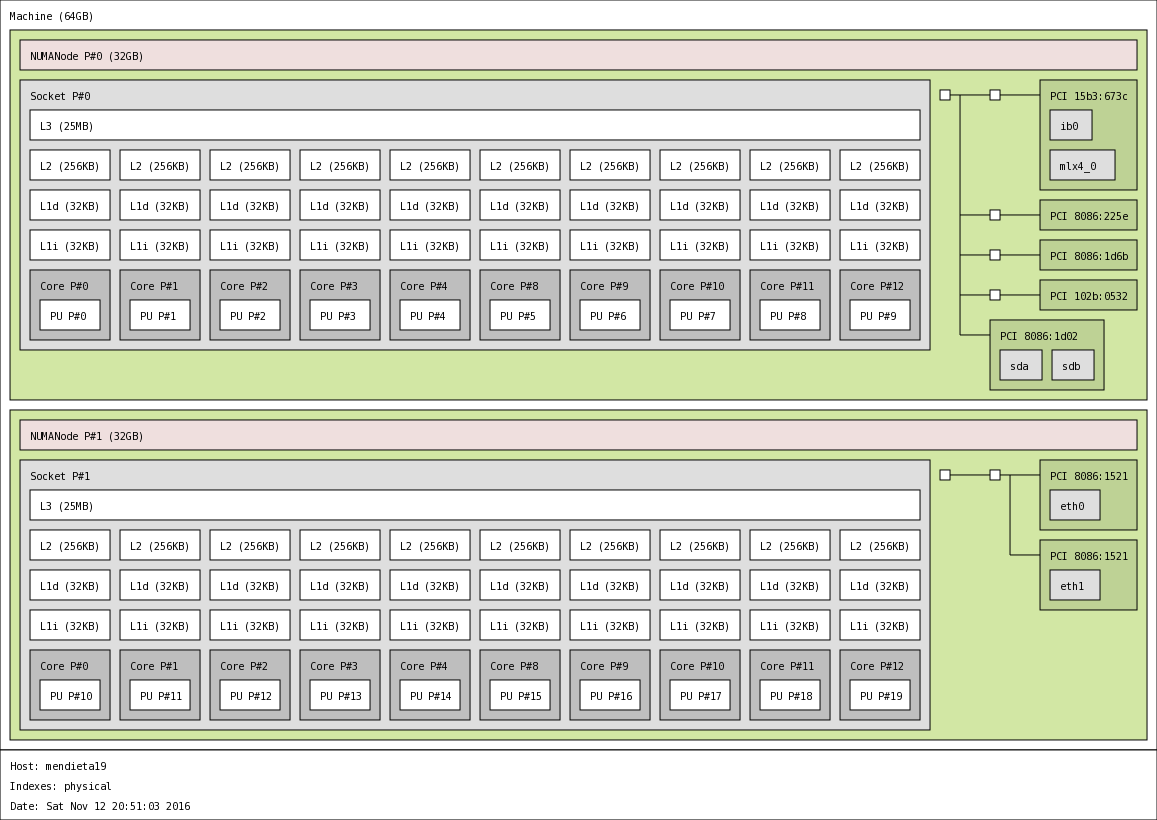 Machine (64GB)
NUMANode P#0 (32GB)
Socket P#0
L3 (25MB)
L2 (256KB) L2 (256KB) L2 (256KB) L2 (256KB) L2 (256KB) L2 (256KB) L2 (256KB) L2 (256KB) L2 (256KB) L2 (256KB)
L1d (32KB) L1d (32KB) L1d (32KB) L1d (32KB) L1d (32KB) L1d (32KB) L1d (32KB) L1d (32KB) L1d (32KB) L1d (32KB)
L1i (32KB) L1i (32KB) L1i (32KB) L1i (32KB) L1i (32KB) L1i (32KB) L1i (32KB) L1i (32KB) L1i (32KB) L1i (32KB)
Core P#0 Core P#1 Core P#2 Core P#3 Core P#4 Core P#8 Core P#9 Core P#10 Core P#11 Core P#12
PU P#0 PU P#1 PU P#2 PU P#3 PU P#4 PU P#5 PU P#6 PU P#7 PU P#8 PU P#9
PCI 15b3:673c
ib0
mlx4_0
PCI 8086:225e
PCI 8086:1d6b
PCI 102b:0532
PCI 8086:1d02
sda sdb
NUMANode P#1 (32GB)
Socket P#1
L3 (25MB)
L2 (256KB) L2 (256KB) L2 (256KB) L2 (256KB) L2 (256KB) L2 (256KB) L2 (256KB) L2 (256KB) L2 (256KB) L2 (256KB)
L1d (32KB) L1d (32KB) L1d (32KB) L1d (32KB) L1d (32KB) L1d (32KB) L1d (32KB) L1d (32KB) L1d (32KB) L1d (32KB)
L1i (32KB) L1i (32KB) L1i (32KB) L1i (32KB) L1i (32KB) L1i (32KB) L1i (32KB) L1i (32KB) L1i (32KB) L1i (32KB)
Core P#0 Core P#1 Core P#2 Core P#3 Core P#4 Core P#8 Core P#9 Core P#10 Core P#11 Core P#12
PU P#10 PU P#11 PU P#12 PU P#13 PU P#14 PU P#15 PU P#16 PU P#17 PU P#18 PU P#19
PCI 8086:1521
eth0
PCI 8086:1521
eth1
Host: mendieta19
Indexes: physical
Date: Sat Nov 12 20:51:03 2016